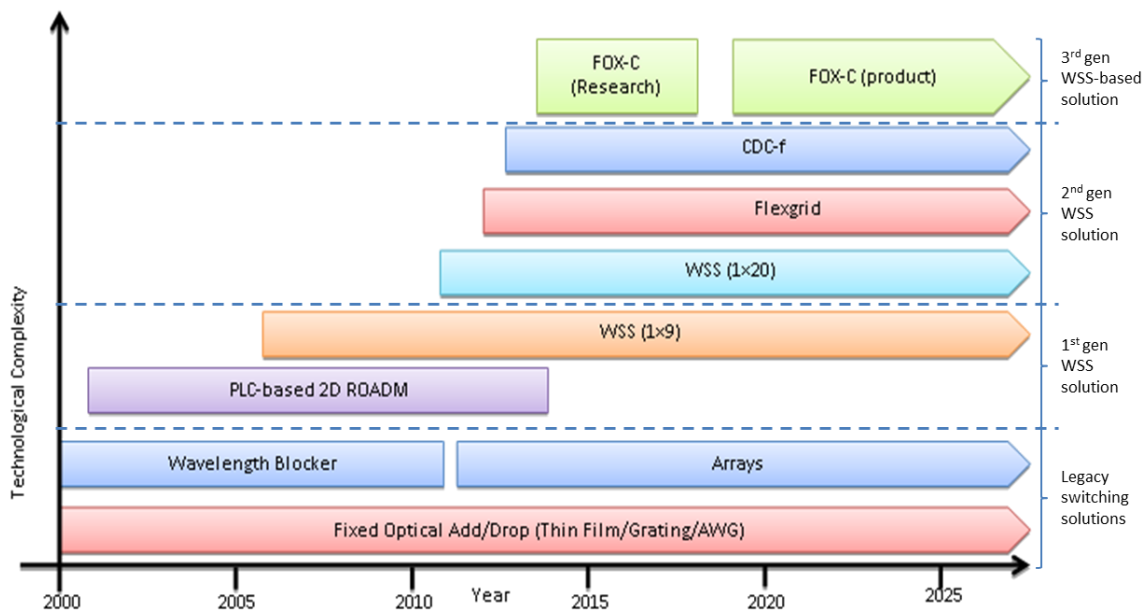 FOX-C
(Research)
FOX-C (product)
3rd gen
WSS-based
solution
CDC-f
Flexgrid
2nd gen
WSS
solution
WSS (1×20)
WSS (1×9)
1st gen
WSS
solution
PLC-based 2D ROADM
Technological Complexity
Wavelength Blocker
Arrays
Legacy
switching
solutions
Fixed Optical Add/Drop (Thin Film/Grating/AWG)
2000
2005
2010
Year
2015
2020
2025